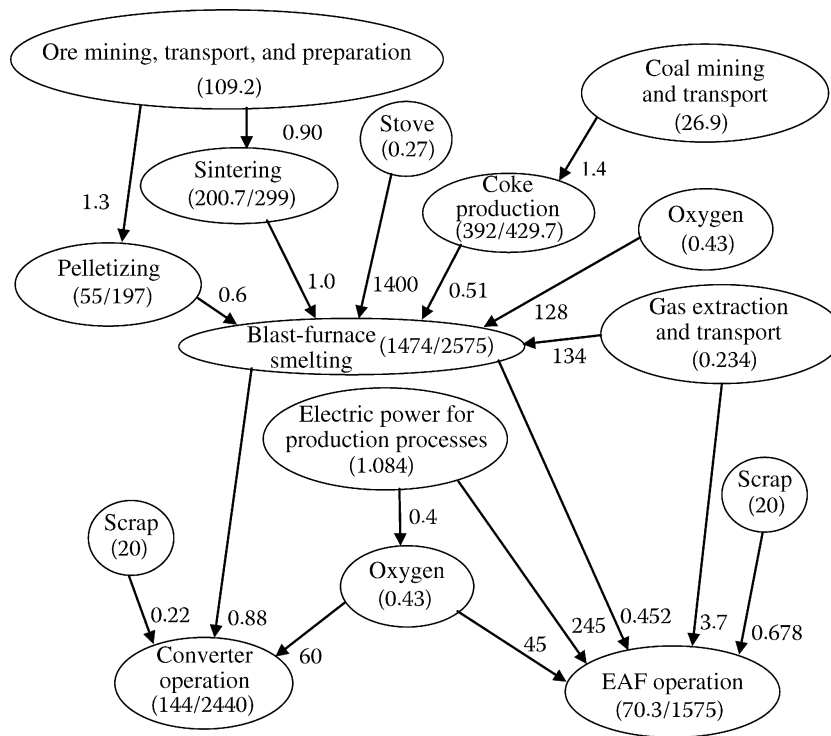 Ore mining, transport, and preparation
(109.2)
Coal mining
and transport
(26.9)
Stove
(0.27)
0.90
Sintering
(200.7/299)
1.4
Coke
production
(392/429.7)
1.3
Oxygen
(0.43)
Pelletizing
(55/197)
0.6
1.0
1400
0.51
128
Gas extraction
and transport
(0.234)
134
Blast-furnace
smelting
(1474/2575)
Electric power for
production processes
(1.084)
Scrap
(20)
0.4
Scrap
(20)
Oxygen
(0.43)
0.22
0.88
60
45
245
0.452
3.7
0.678
Converter
operation
(144/2440)
EAF operation
(70.3/1575)